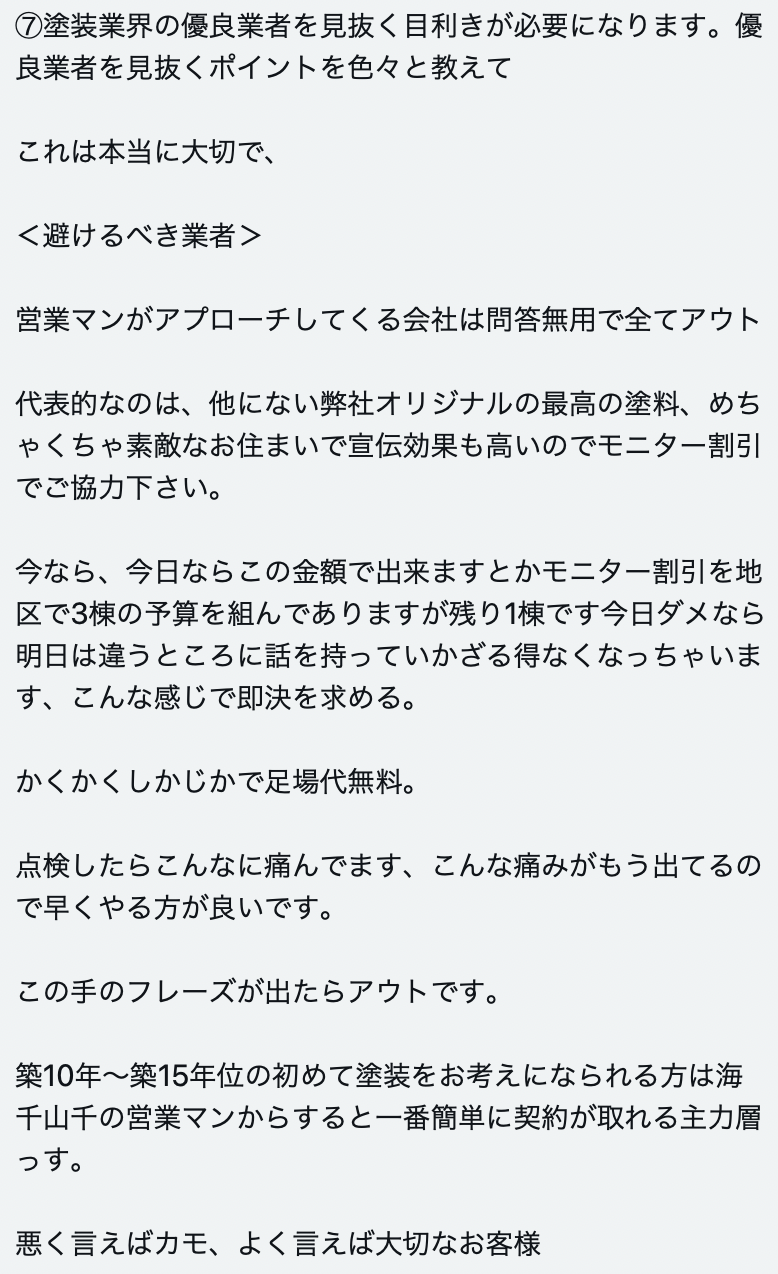 ⑦塗装業界の優良業者を見抜く目利きが必要になります。優
良業者を見抜くポイントを色々と教えて
これは本当に大切で、
＜避けるべき業者＞
営業マンがアプローチしてくる会社は問答無用で全てアウト
代表的なのは、他にない弊社オリジナルの最高の塗料、めち
ゃくちゃ素敵なお住まいで宣伝効果も高いのでモニター割引
でご協力下さい。
今なら、今日ならこの金額で出来ますとかモニター割引を地
区で3棟の予算を組んでありますが残り1棟です今日ダメなら
明日は違うところに話を持っていかざる得なくなっちゃいま
す、こんな感じで即決を求める。
かくかくしかじかで足場代無料。
点検したらこんなに痛んでます、こんな痛みがもう出てるの
で早くやる方が良いです。
この手のフレーズが出たらアウトです。
築10年〜築15年位の初めて塗装をお考えになられる方は海
千山千の営業マンからすると一番簡単に契約が取れる主力層
っす。
悪く言えばカモ、よく言えば大切なお客様